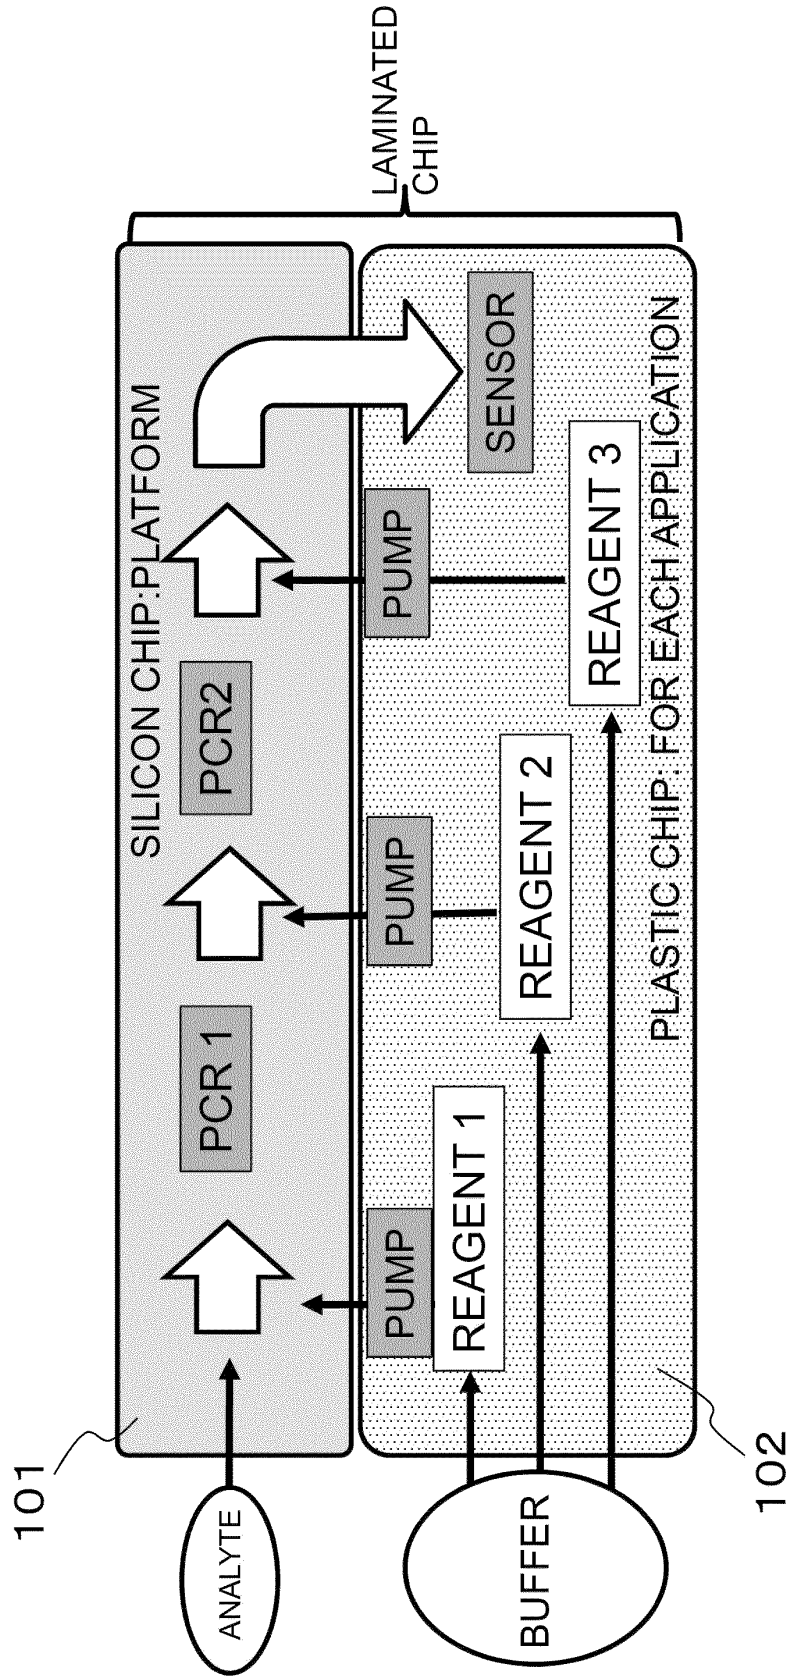 LAMINATED
CHIP
101
SILICON CHIP:PLATFORM
ANALYTE
PCR 1
PCR2
PUMP
PUMP
PUMP
SENSOR
REAGENT 1
REAGENT 2
REAGENT 3
BUFFER
PLASTIC CHIP: FOR EACH APPLICATION
102